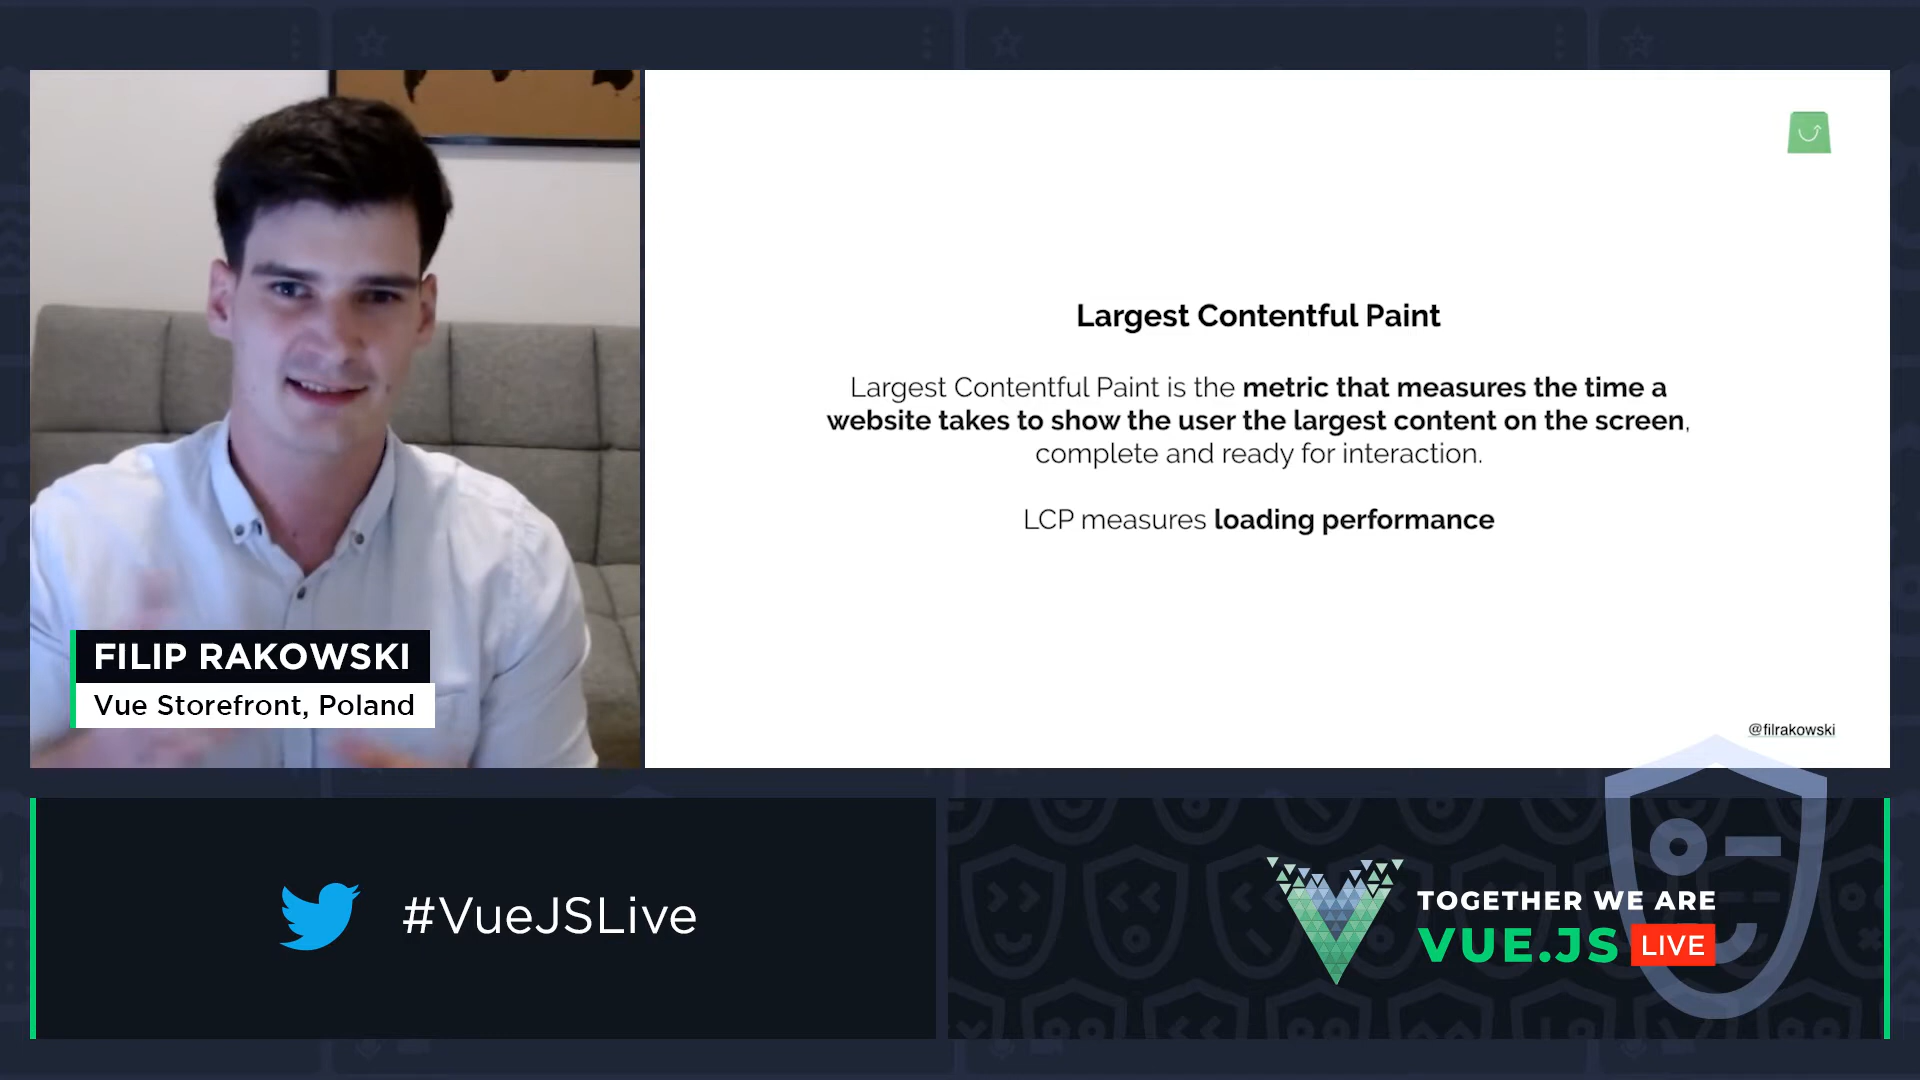 FILIP RAKOWSKI
Vue Storefront, Poland
Largest Contentful Paint
Largest Contentful Paint is the metric that measures the time a
website takes to show the user the largest content on the screen,
complete and ready for interaction.
LCP measures loading performance
@filrakowski
#VueJSLive
TOGETHER WE ARE
VUE.JS LIVE